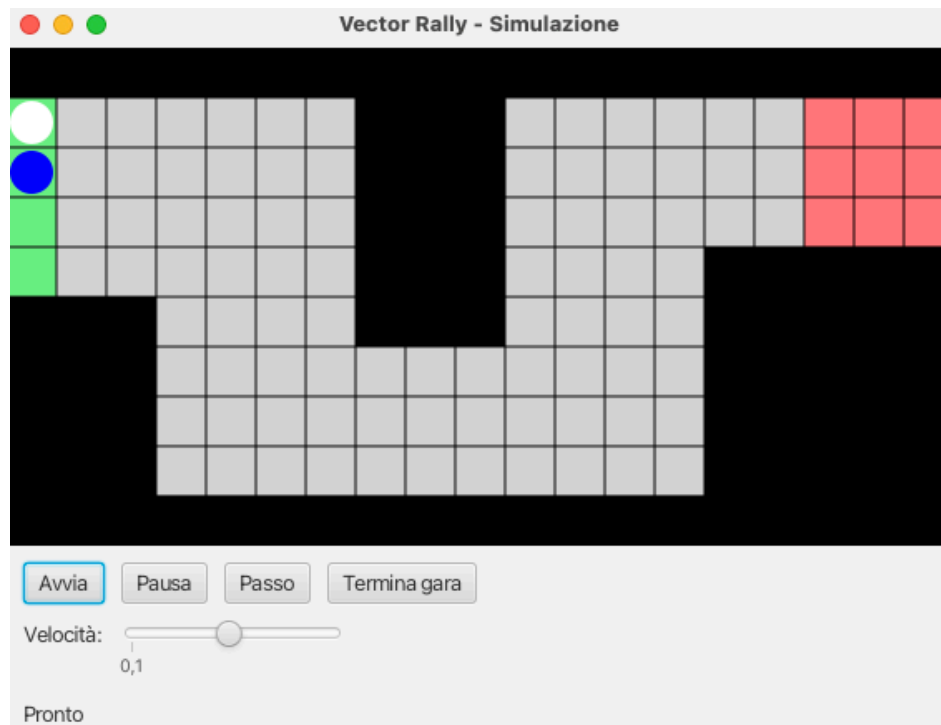 Vector Rally - Simulazione
Avvia Pausa Passo Termina gara
Velocità:
0,1
Pronto